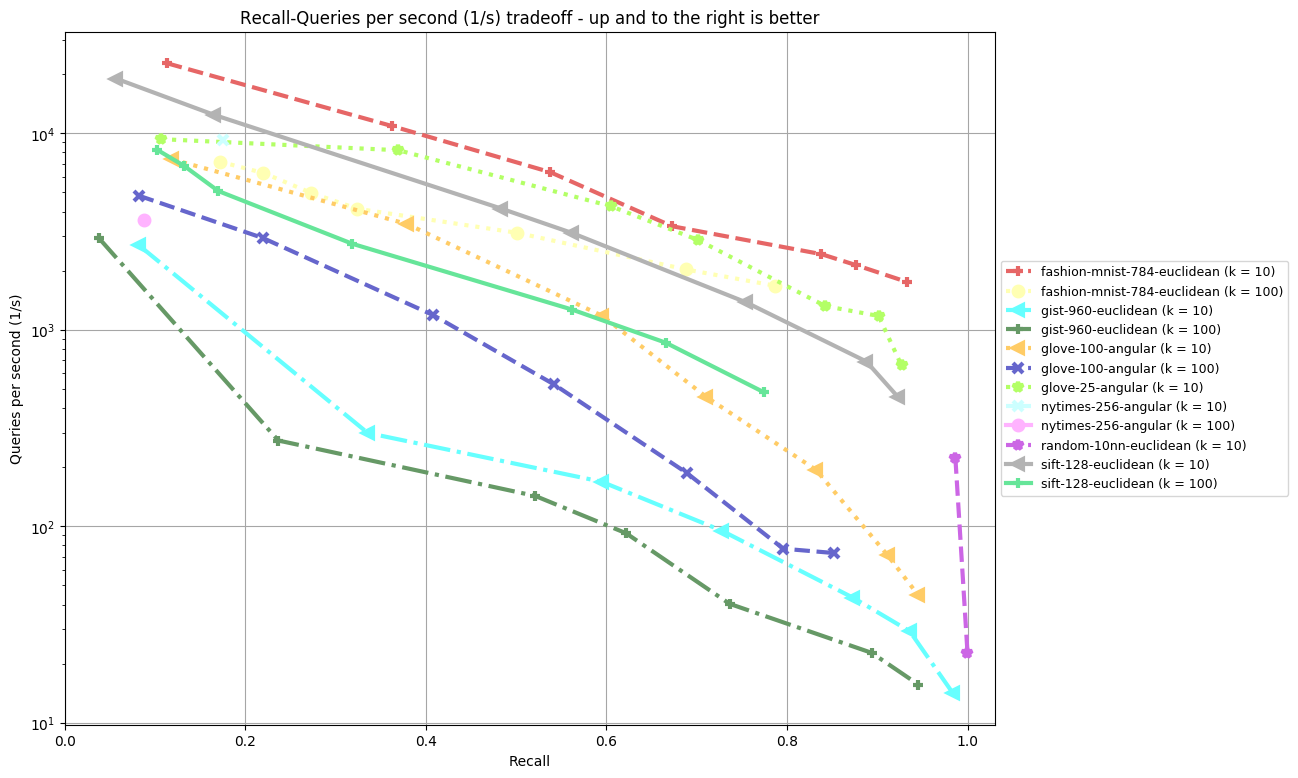 Recall-Queries per second (1/s) tradeoff - up and to the right is better
Queries per second (1/s)
10⁴
10³
10²
10¹
0.0 0.2 0.4 0.6 0.8 1.0
Recall
fashion-mnist-784-euclidean (k = 10)
fashion-mnist-784-euclidean (k = 100)
gist-960-euclidean (k = 10)
gist-960-euclidean (k = 100)
glove-100-angular (k = 10)
glove-100-angular (k = 100)
glove-25-angular (k = 10)
nytimes-256-angular (k = 10)
nytimes-256-angular (k = 100)
random-10nn-euclidean (k = 10)
sift-128-euclidean (k = 10)
sift-128-euclidean (k = 100)